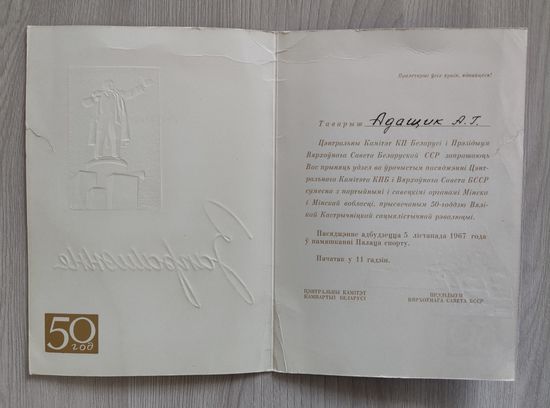 50
год
Пралетарыі ўсіх краін, яднайцеся!
Таварыш Адащик А.Г.
Цэнтральны Камітэт КП Беларусі і Прэзідыум
Вярхоўнага Савета Беларускай ССР запрашаюць
Вас прыняць удзел ва ўрачыстым пасяджэнні Цэнт-
ральнага Камітэта КПБ і Вярхоўнага Савета БССР
сумесна з партыйнымі і савецкімі органамі Мінска
і Мінскай вобласці, прысвечаным 50-годдзю Вялі-
кай Кастрычніцкай сацыялістычнай рэвалюцыі.
Пасяджэнне адбудзецца 5 лістапада 1967 года
ў памяшканні Палаца спорту.
Пачатак у 11 гадзін.
ЦЭНТРАЛЬНЫ КАМІТЭТ
КАМПАРТЫІ БЕЛАРУСІ
ПРЭЗІДЫУМ
ВЯРХОЎНАГА САВЕТА БССР
Запрашэнне